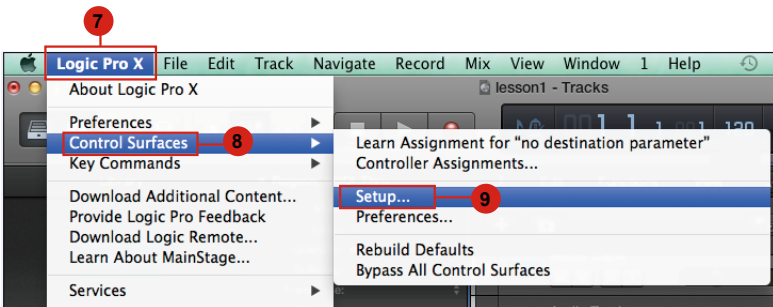 7
Logic Pro X File Edit Track Navigate Record Mix View Window 1 Help
About Logic Pro X
lesson1 - Tracks
Preferences
Control Surfaces 8
Learn Assignment for "no destination parameter"
Key Commands
Controller Assignments...
Download Additional Content...
Setup... 9
Provide Logic Pro Feedback
Preferences...
Download Logic Remote...
Learn About MainStage...
Rebuild Defaults
Bypass All Control Surfaces
Services